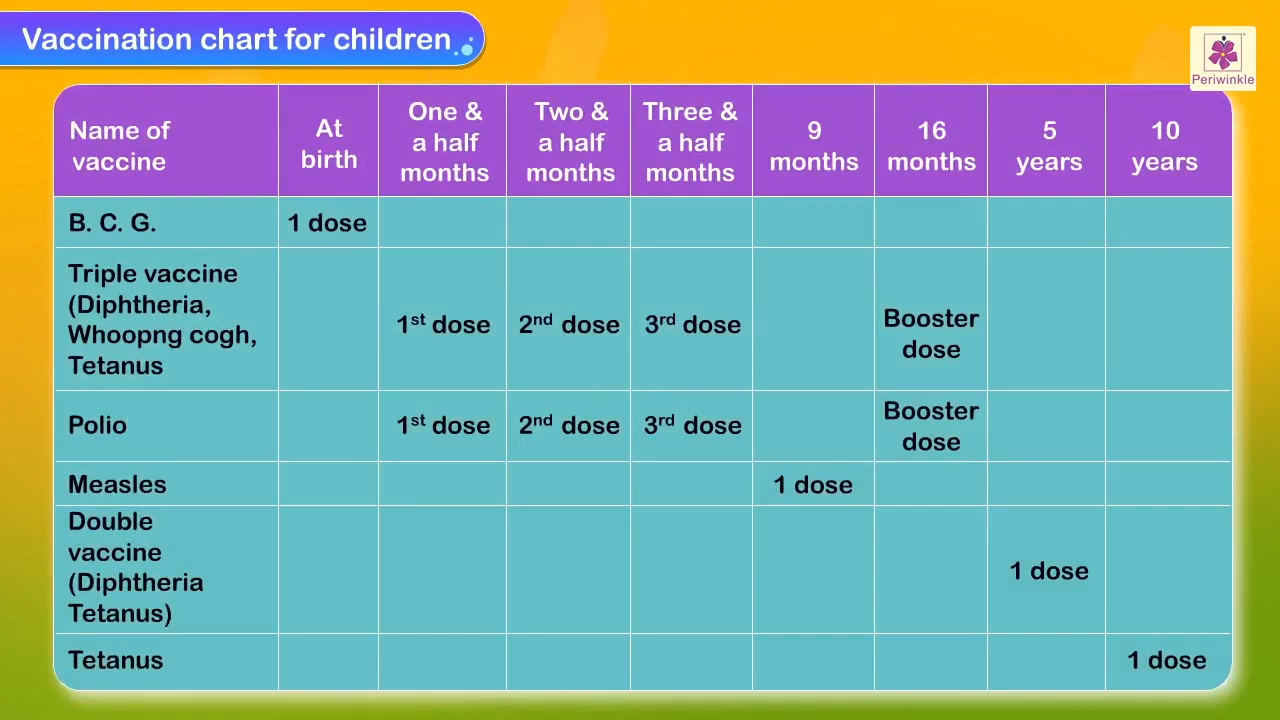 Vaccination chart for children
Periwinkle
Name of
vaccine
At
birth
One &
a half
months
Two &
a half
months
Three &
a half
months
9
months
16
months
5
years
10
years
B. C. G.
1 dose
Triple vaccine
(Diphtheria,
Whoopng cogh,
Tetanus
1st dose
2nd dose
3rd dose
Booster
dose
Polio
1st dose
2nd dose
3rd dose
Booster
dose
Measles
1 dose
Double
vaccine
(Diphtheria
Tetanus)
1 dose
Tetanus
1 dose